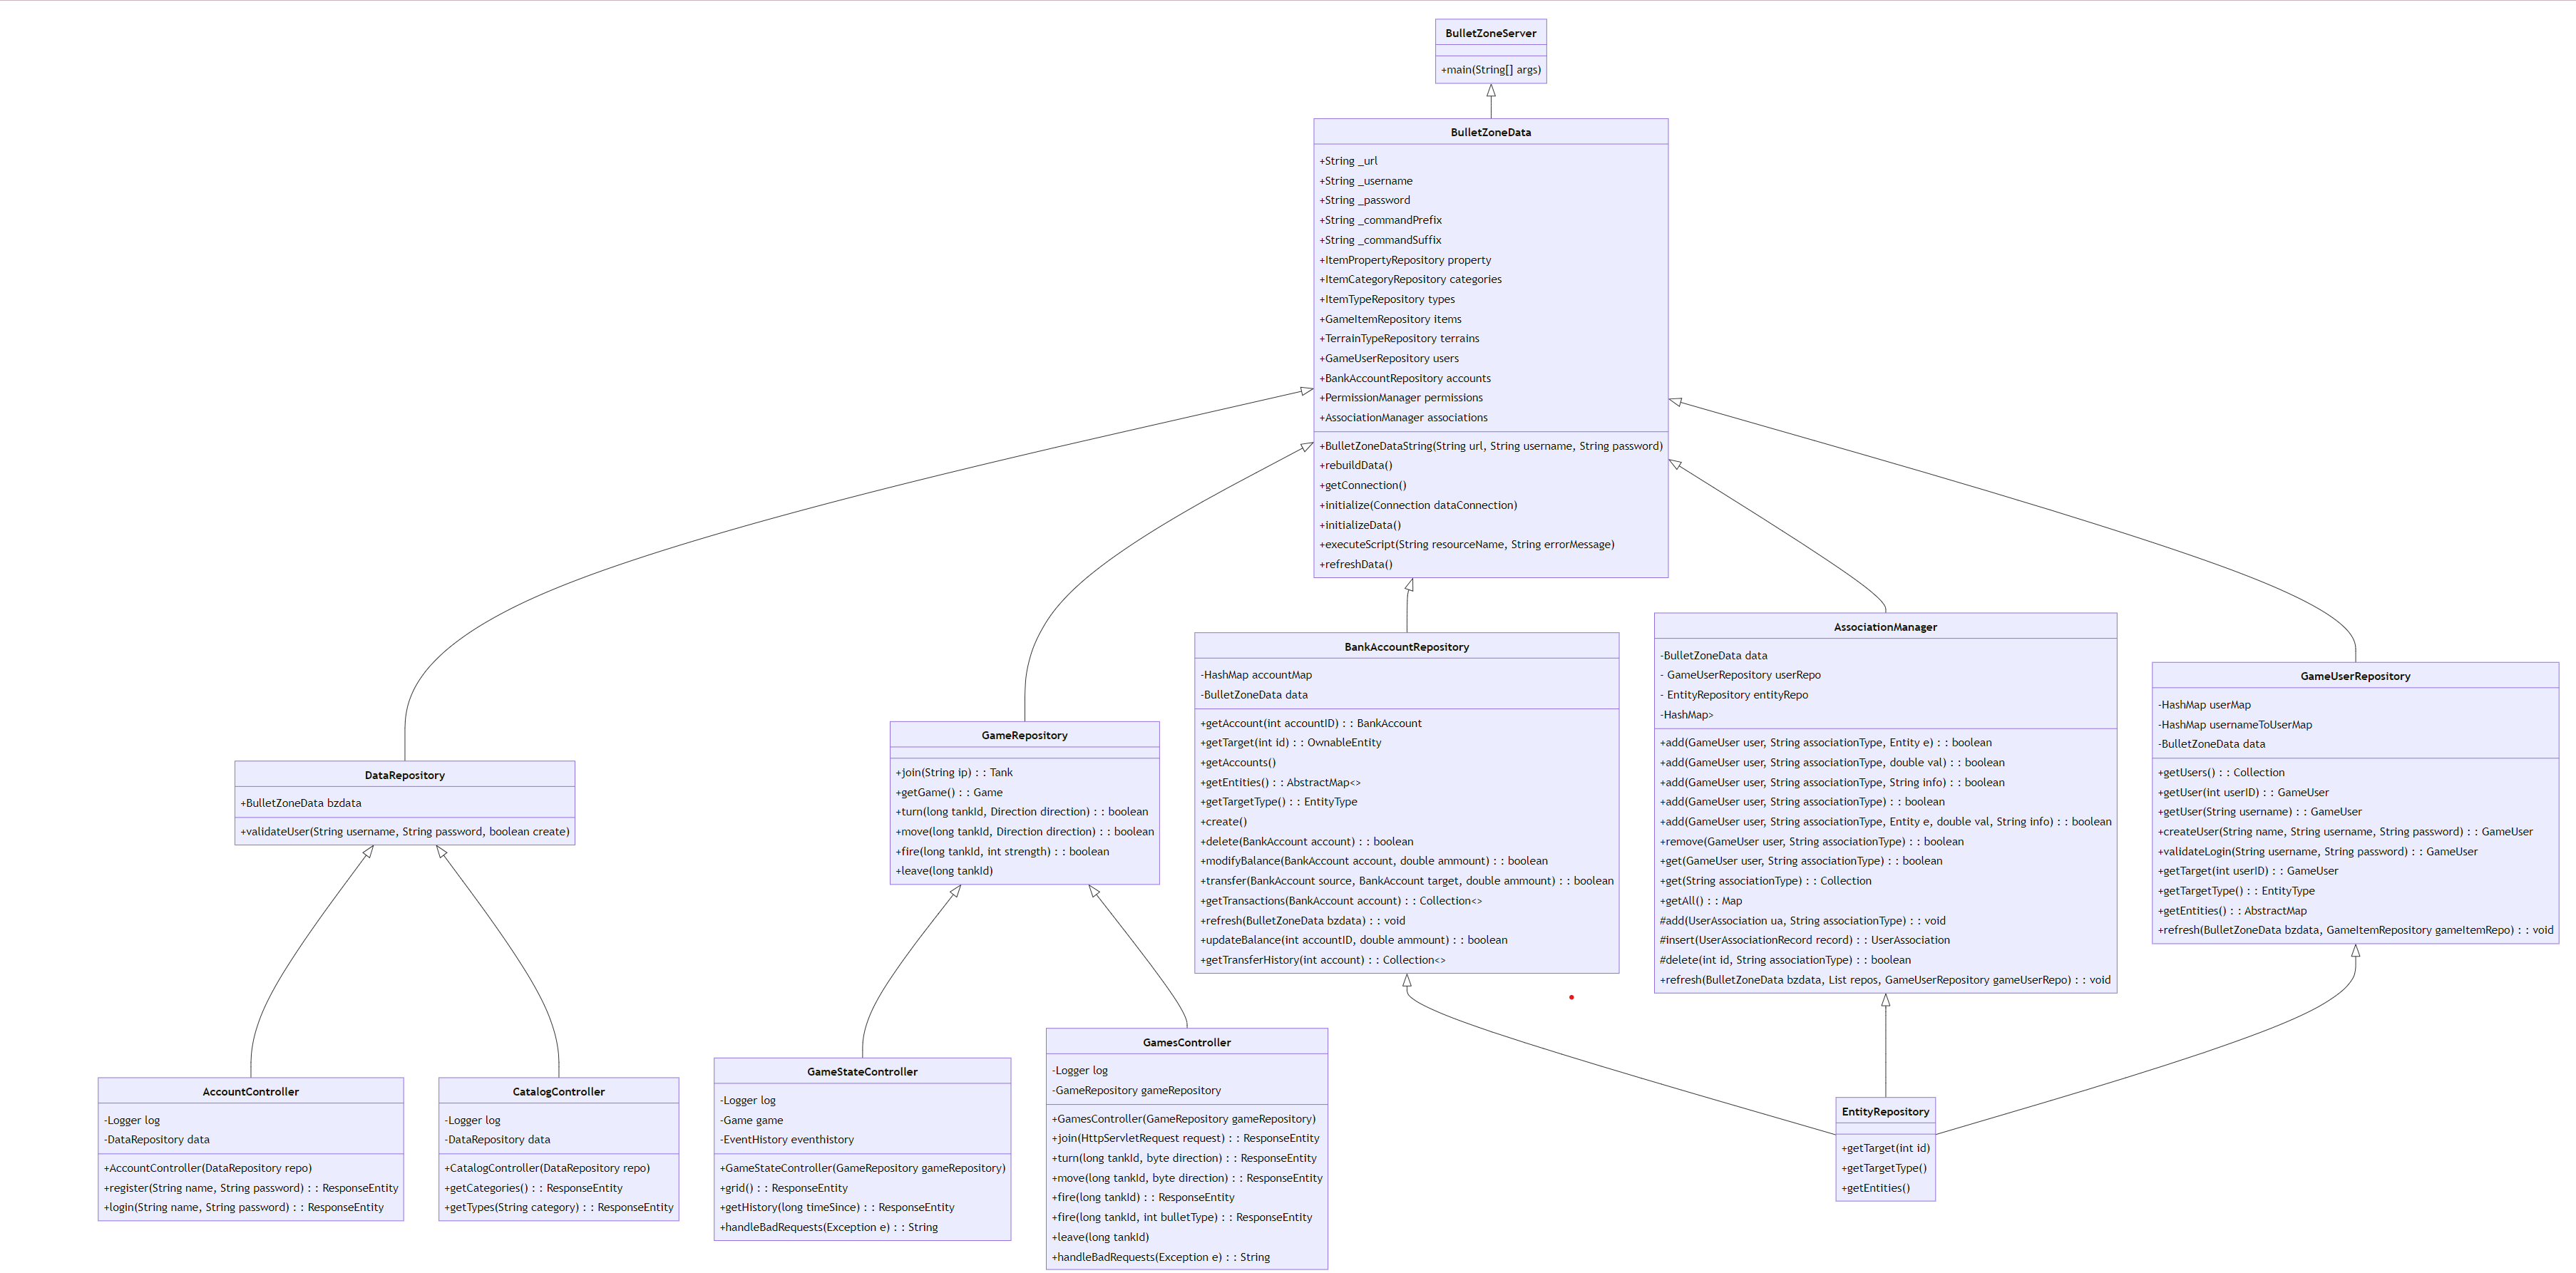 BulletZoneServer
+main(String[] args)
BulletZoneData
+String _url
+String _username
+String _password
+String _commandPrefix
+String _commandSuffix
+ItemPropertyRepository property
+ItemCategoryRepository categories
+ItemTypeRepository types
+GameItemRepository items
+TerrainTypeRepository terrains
+GameUserRepository users
+BankAccountRepository accounts
+PermissionManager permissions
+AssociationManager associations
+BulletZoneDataString(String url, String username, String password)
+rebuildData()
+getConnection()
+initialize(Connection dataConnection)
+initializeData()
+executeScript(String resourceName, String errorMessage)
+refreshData()
DataRepository
+BulletZoneData bzdata
+validateUser(String username, String password, boolean create)
GameRepository
+join(String ip) : : Tank
+getGame() : : Game
+turn(long tankId, Direction direction) : : boolean
+move(long tankId, Direction direction) : : boolean
+fire(long tankId, int strength) : : boolean
+leave(long tankId)
BankAccountRepository
-HashMap accountMap
-BulletZoneData data
+getAccount(int accountID) : : BankAccount
+getTarget(int id) : : OwnableEntity
+getAccounts()
+getEntities() : : AbstractMap<>
+getTargetType() : : EntityType
+create()
+delete(BankAccount account) : : boolean
+modifyBalance(BankAccount account, double ammount) : : boolean
+transfer(BankAccount source, BankAccount target, double ammount) : : boolean
+getTransactions(BankAccount account) : : Collection<>
+refresh(BulletZoneData bzdata) : : void
+updateBalance(int accountID, double ammount) : : boolean
+getTransferHistory(int account) : : Collection<>
AssociationManager
-BulletZoneData data
- GameUserRepository userRepo
- EntityRepository entityRepo
-HashMap>
+add(GameUser user, String associationType, Entity e) : : boolean
+add(GameUser user, String associationType, double val) : : boolean
+add(GameUser user, String associationType, String info) : : boolean
+add(GameUser user, String associationType) : : boolean
+add(GameUser user, String associationType, Entity e, double val, String info) : : boolean
+remove(GameUser user, String associationType) : : boolean
+get(GameUser user, String associationType) : : boolean
+get(String associationType) : : Collection
+getAll() : : Map
#add(UserAssociation ua, String associationType) : : void
#insert(UserAssociationRecord record) : : UserAssociation
#delete(int id, String associationType) : : boolean
+refresh(BulletZoneData bzdata, List repos, GameUserRepository gameUserRepo) : : void
GameUserRepository
-HashMap userMap
-HashMap usernameToUserMap
-BulletZoneData data
+getUsers() : : Collection
+getUser(int userID) : : GameUser
+getUser(String username) : : GameUser
+createUser(String name, String username, String password) : : GameUser
+validateLogin(String username, String password) : : GameUser
+getTarget(int userID) : : GameUser
+getTargetType() : : EntityType
+getEntities() : : AbstractMap
+refresh(BulletZoneData bzdata, GameItemRepository gameItemRepo) : : void
AccountController
-Logger log
-DataRepository data
+AccountController(DataRepository repo)
+register(String name, String password) : : ResponseEntity
+login(String name, String password) : : ResponseEntity
CatalogController
-Logger log
-DataRepository data
+CatalogController(DataRepository repo)
+getCategories() : : ResponseEntity
+getTypes(String category) : : ResponseEntity
GameStateController
-Logger log
-Game game
-EventHistory eventhistory
+GameStateController(GameRepository gameRepository)
+grid() : : ResponseEntity
+getHistory(long timeSince) : : ResponseEntity
+handleBadRequests(Exception e) : : String
GamesController
-Logger log
-GameRepository gameRepository
+GamesController(GameRepository gameRepository)
+join(HttpServletRequest request) : : ResponseEntity
+turn(long tankId, byte direction) : : ResponseEntity
+move(long tankId, byte direction) : : ResponseEntity
+fire(long tankId) : : ResponseEntity
+fire(long tankId, int bulletType) : : ResponseEntity
+leave(long tankId)
+handleBadRequests(Exception e) : : String
EntityRepository
+getTarget(int id)
+getTargetType()
+getEntities()